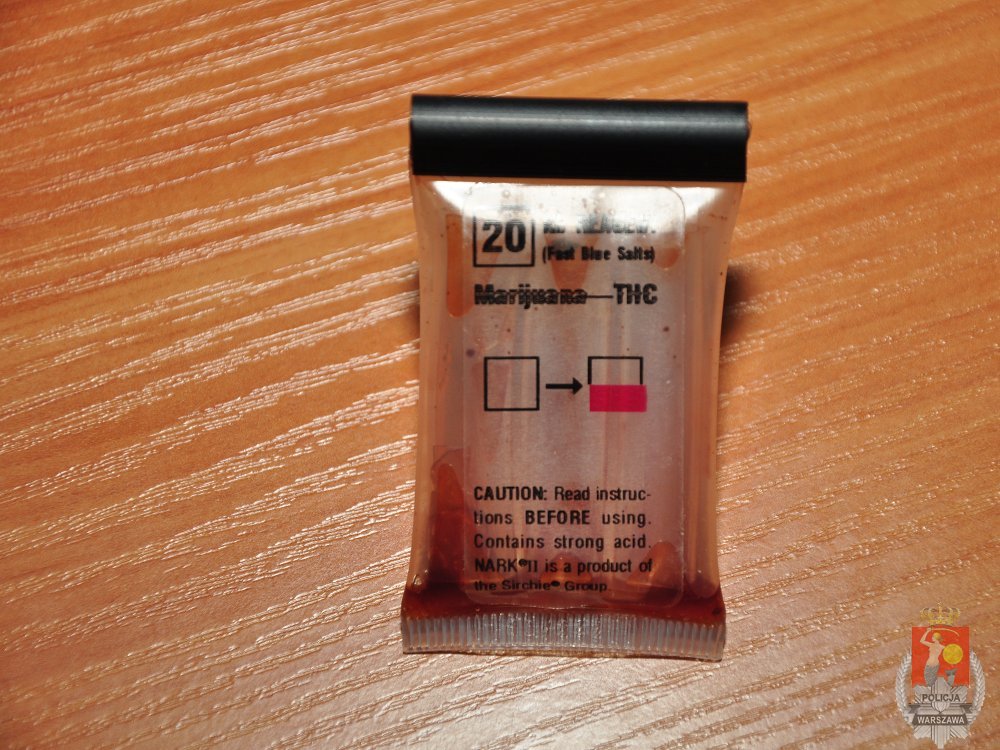 20
REAGENT
(Fast Blue Salts)
Marijuana—THC
CAUTION: Read instruc-
tions BEFORE using.
Contains strong acid.
NARK®II is a product of
the Sirchie® Group.
POLICJA
WARSZAWA